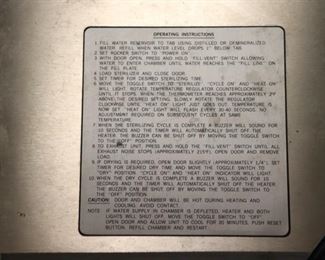 OPERATING INSTRUCTIONS
1. FILL WATER RESERVOIR TO TAB USING DISTILLED OR DEMINERALIZED
WATER. REFILL WHEN WATER LEVEL DROPS 1" BELOW TAB.
2. SET ROCKER SWITCH TO "POWER ON".
3. WITH DOOR OPEN, PRESS AND HOLD "FILL VENT" SWITCH ALLOWING
WATER TO ENTER CHAMBER UNTIL WATER REACHES THE "FILL LINE" ON
THE FILL PLATE.
4. LOAD STERILIZER AND CLOSE DOOR.
5. SET TIMER FOR DESIRED STERILIZING TIME.
6. MOVE THE TOGGLE SWITCH TO "STERILIZE". "CYCLE ON" AND "HEAT ON"
WILL LIGHT. ROTATE TEMPERATURE REGULATOR COUNTERCLOCKWISE
UNTIL IT STOPS. WHEN THE THERMOMETER REACHES APPROXIMATELY 2°F
ABOVE THE DESIRED SETTING, SLOWLY ROTATE THE REGULATOR
CLOCKWISE UNTIL "HEAT ON" LIGHT JUST GOES OUT. TEMPERATURE IS
NOW SET. "HEAT ON" LIGHT WILL FLASH EVERY 20-40 SECONDS. NO
ADJUSTMENT REQUIRED ON SUBSEQUENT CYCLES AT SAME
TEMPERATURE.
7. WHEN THE STERILIZING CYCLE IS COMPLETE A BUZZER WILL SOUND FOR
10 SECONDS AND THE TIMER WILL AUTOMATICALLY SHUT OFF THE
HEATER. THE BUZZER CAN BE SHUT OFF BY MOVING THE TOGGLE SWITCH
TO THE "OFF" POSITION.
8. TO EXHAUST UNIT, PRESS AND HOLD THE "FILL VENT" SWITCH UNTIL ALL
EXHAUST NOISE STOPS (APPROXIMATELY 215°F). OPEN DOOR AND REMOVE
LOAD.
9. IF DRYING IS REQUIRED, OPEN DOOR SLIGHTLY (APPROXIMATELY 1/4"). SET
TIMER FOR DESIRED DRY TIME AND MOVE THE TOGGLE SWITCH TO
"DRY" POSITION. "CYCLE ON" AND "HEAT ON" INDICATOR WILL LIGHT.
10. WHEN THE DRY CYCLE IS COMPLETE A BUZZER WILL SOUND FOR 10
SECONDS AND THE TIMER WILL AUTOMATICALLY SHUT OFF THE HEATER.
THE BUZZER CAN BE SHUT OFF BY MOVING THE TOGGLE SWITCH TO
THE "OFF" POSITION.
CAUTION: DOOR AND CHAMBER WILL BE HOT DURING HEATING AND
COOLING. AVOID CONTACT.
NOTE: IF WATER SUPPLY IN CHAMBER IS DEPLETED, HEATER AND BOTH
LIGHTS WILL SHUT OFF. MOVE THE SWITCH TO "OFF".
OPEN DOOR AND ALLOW UNIT TO COOL FOR 20 MINUTES. PUSH RESET
BUTTON. REFILL CHAMBER AND RESTART.